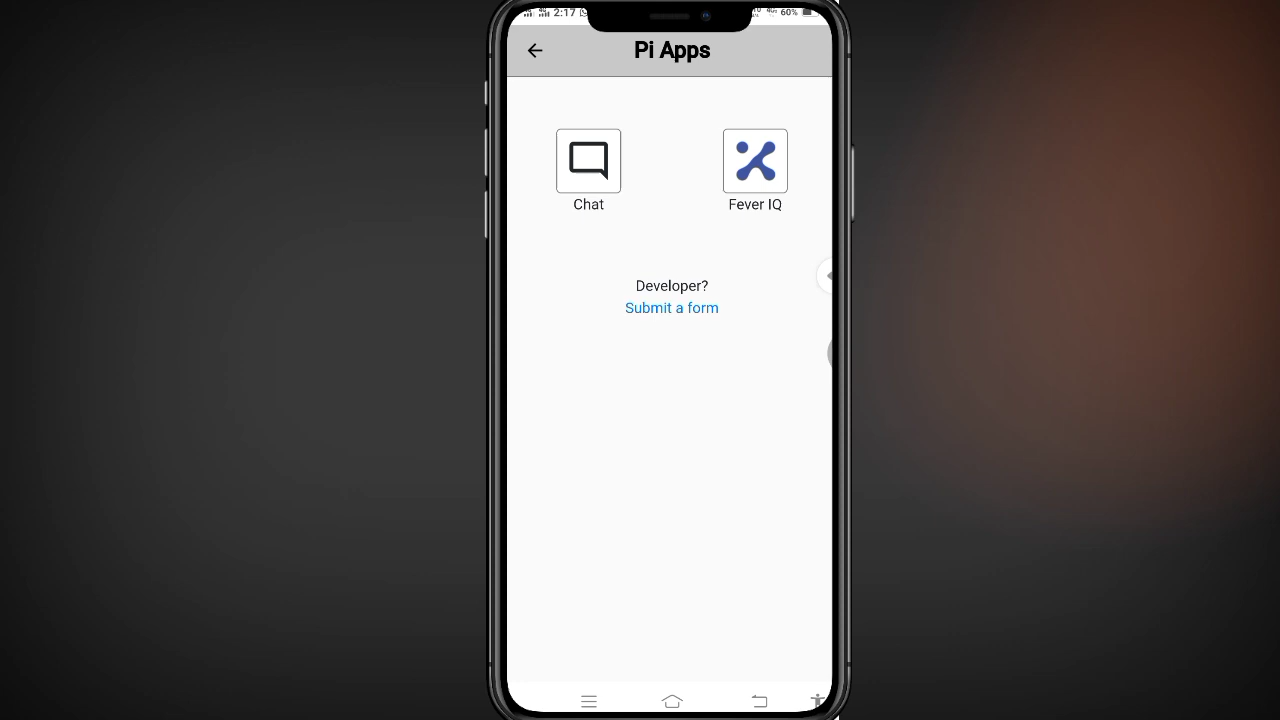 2:17 60%
Pi Apps
Chat Fever IQ
Developer?
Submit a form